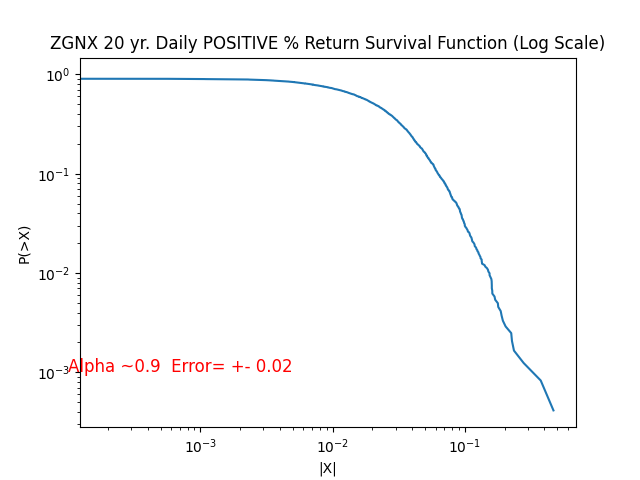 ZGNX 20 yr. Daily POSITIVE % Return Survival Function (Log Scale)
10⁰
10⁻¹
10⁻²
10⁻³
P(>X)
Alpha ~0.9 Error= +- 0.02
10⁻³
10⁻²
10⁻¹
|X|